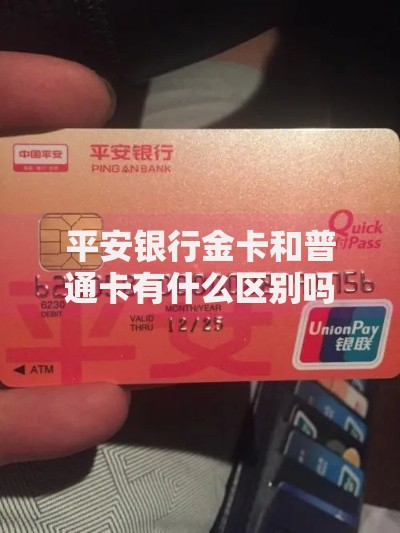 中国平安
平安银行
PING AN BANK
Quick
Pass
平安银行金卡和普
通卡有什么区别吗
6230
DEBIT
MONTH/YEAR
VALID
THRU
12/25
UnionPay
银联
ATM